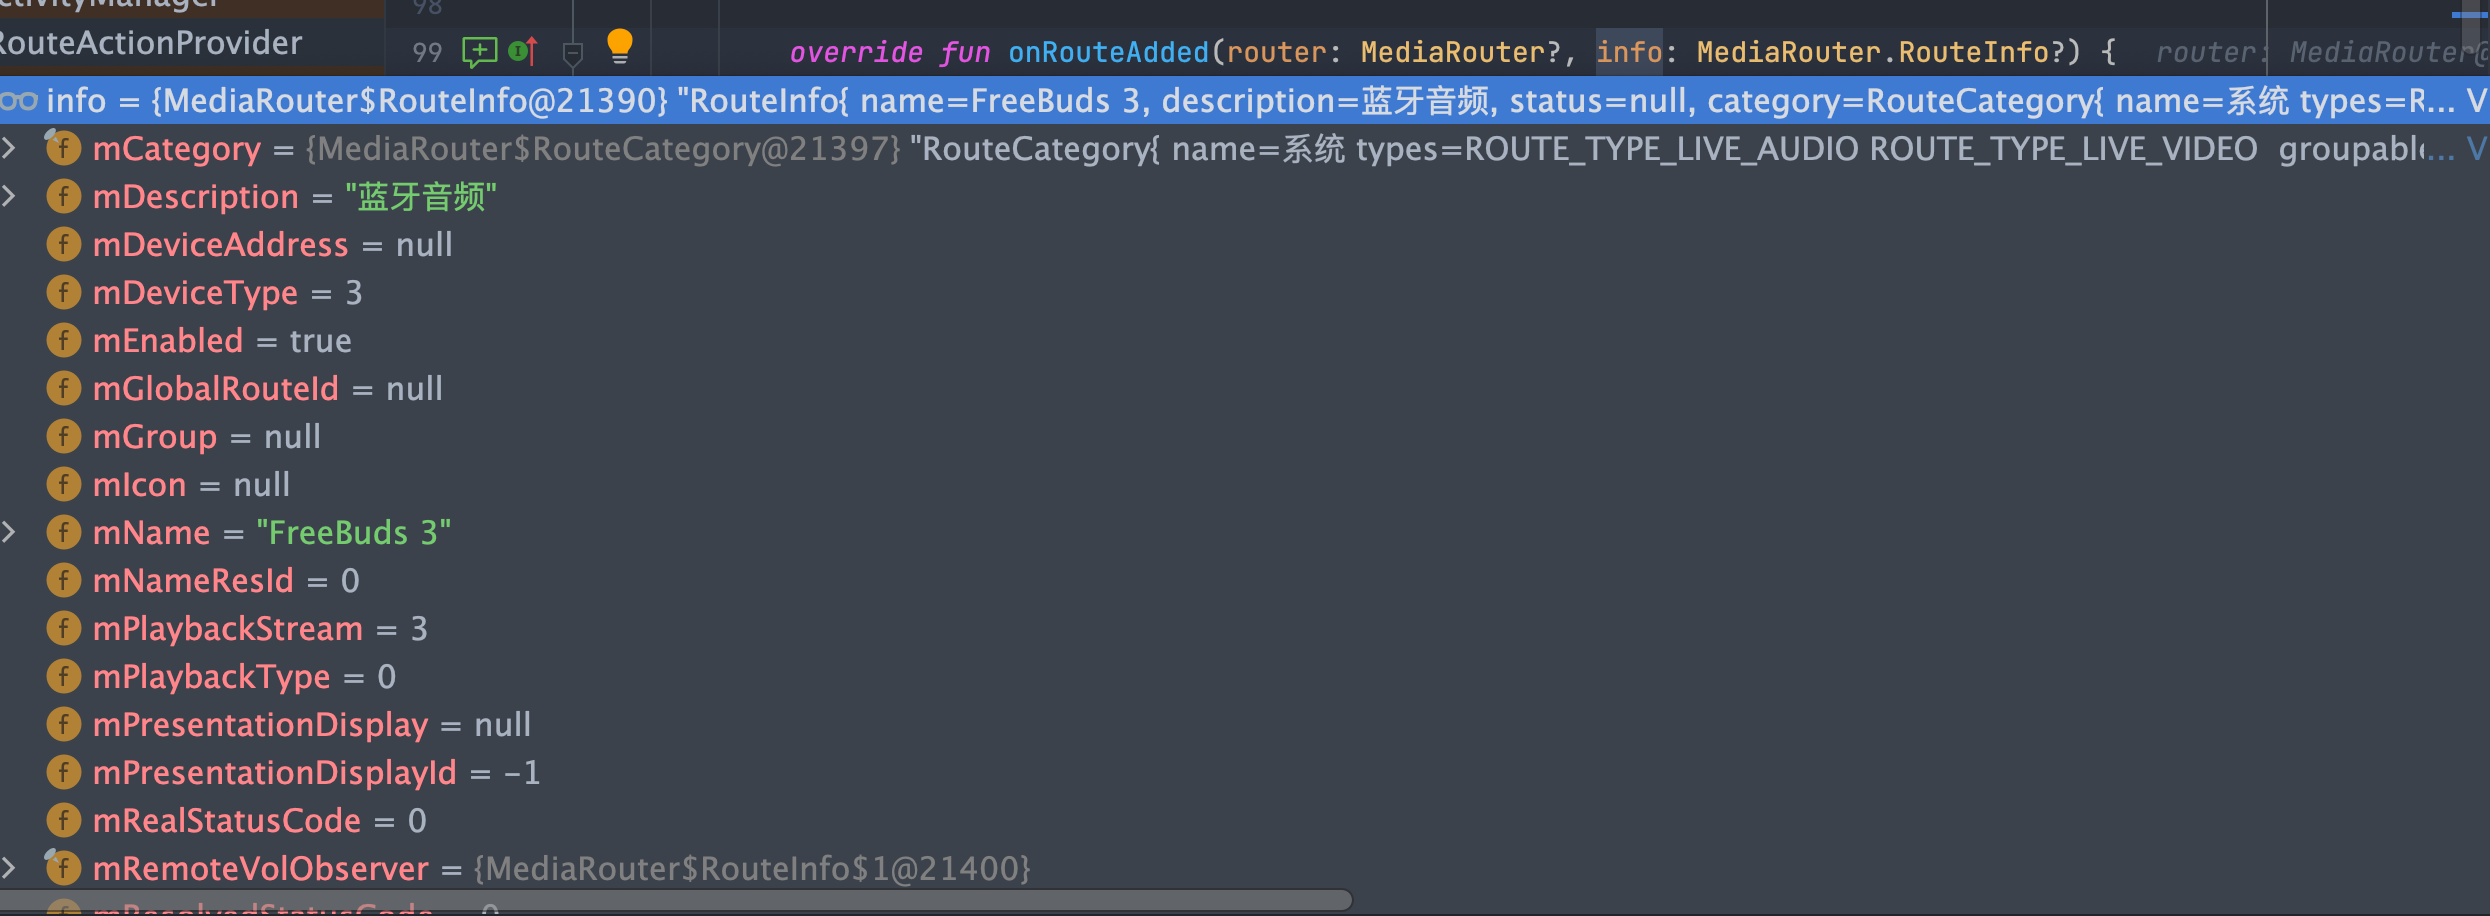 ctivityManager
98
RouteActionProvider
99 override fun onRouteAdded(router: MediaRouter?, info: MediaRouter.RouteInfo?) { router: MediaRouter@
info = {MediaRouter$RouteInfo@21390} "RouteInfo{ name=FreeBuds 3, description=蓝牙音频, status=null, category=RouteCategory{ name=系统 types=R... V
mCategory = {MediaRouter$RouteCategory@21397} "RouteCategory{ name=系统 types=ROUTE_TYPE_LIVE_AUDIO ROUTE_TYPE_LIVE_VIDEO groupable... V
mDescription = "蓝牙音频"
mDeviceAddress = null
mDeviceType = 3
mEnabled = true
mGlobalRouteId = null
mGroup = null
mIcon = null
mName = "FreeBuds 3"
mNameResId = 0
mPlaybackStream = 3
mPlaybackType = 0
mPresentationDisplay = null
mPresentationDisplayId = -1
mRealStatusCode = 0
mRemoteVolObserver = {MediaRouter$RouteInfo$1@21400}
mResolvedStatusCode = 0